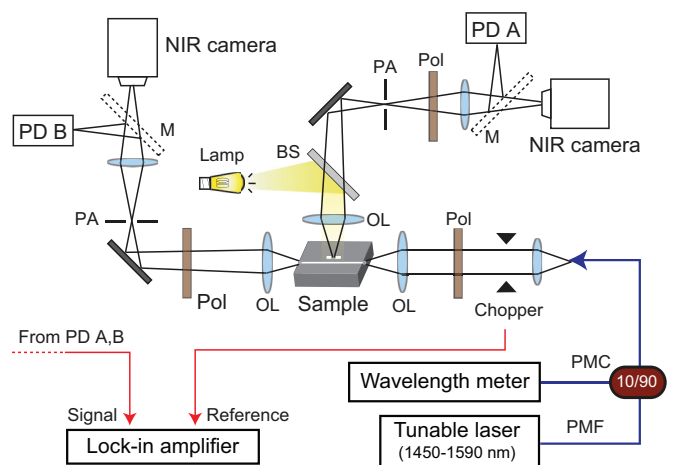 PD A
NIR camera
PA
Pol
PD B
M
M
NIR camera
Lamp
BS
OL
PA
Pol
Pol
OL
Sample
OL
Chopper
From PD A,B
PMC
10/90
Wavelength meter
Signal
Reference
PMF
Lock-in amplifier
Tunable laser
(1450-1590 nm)